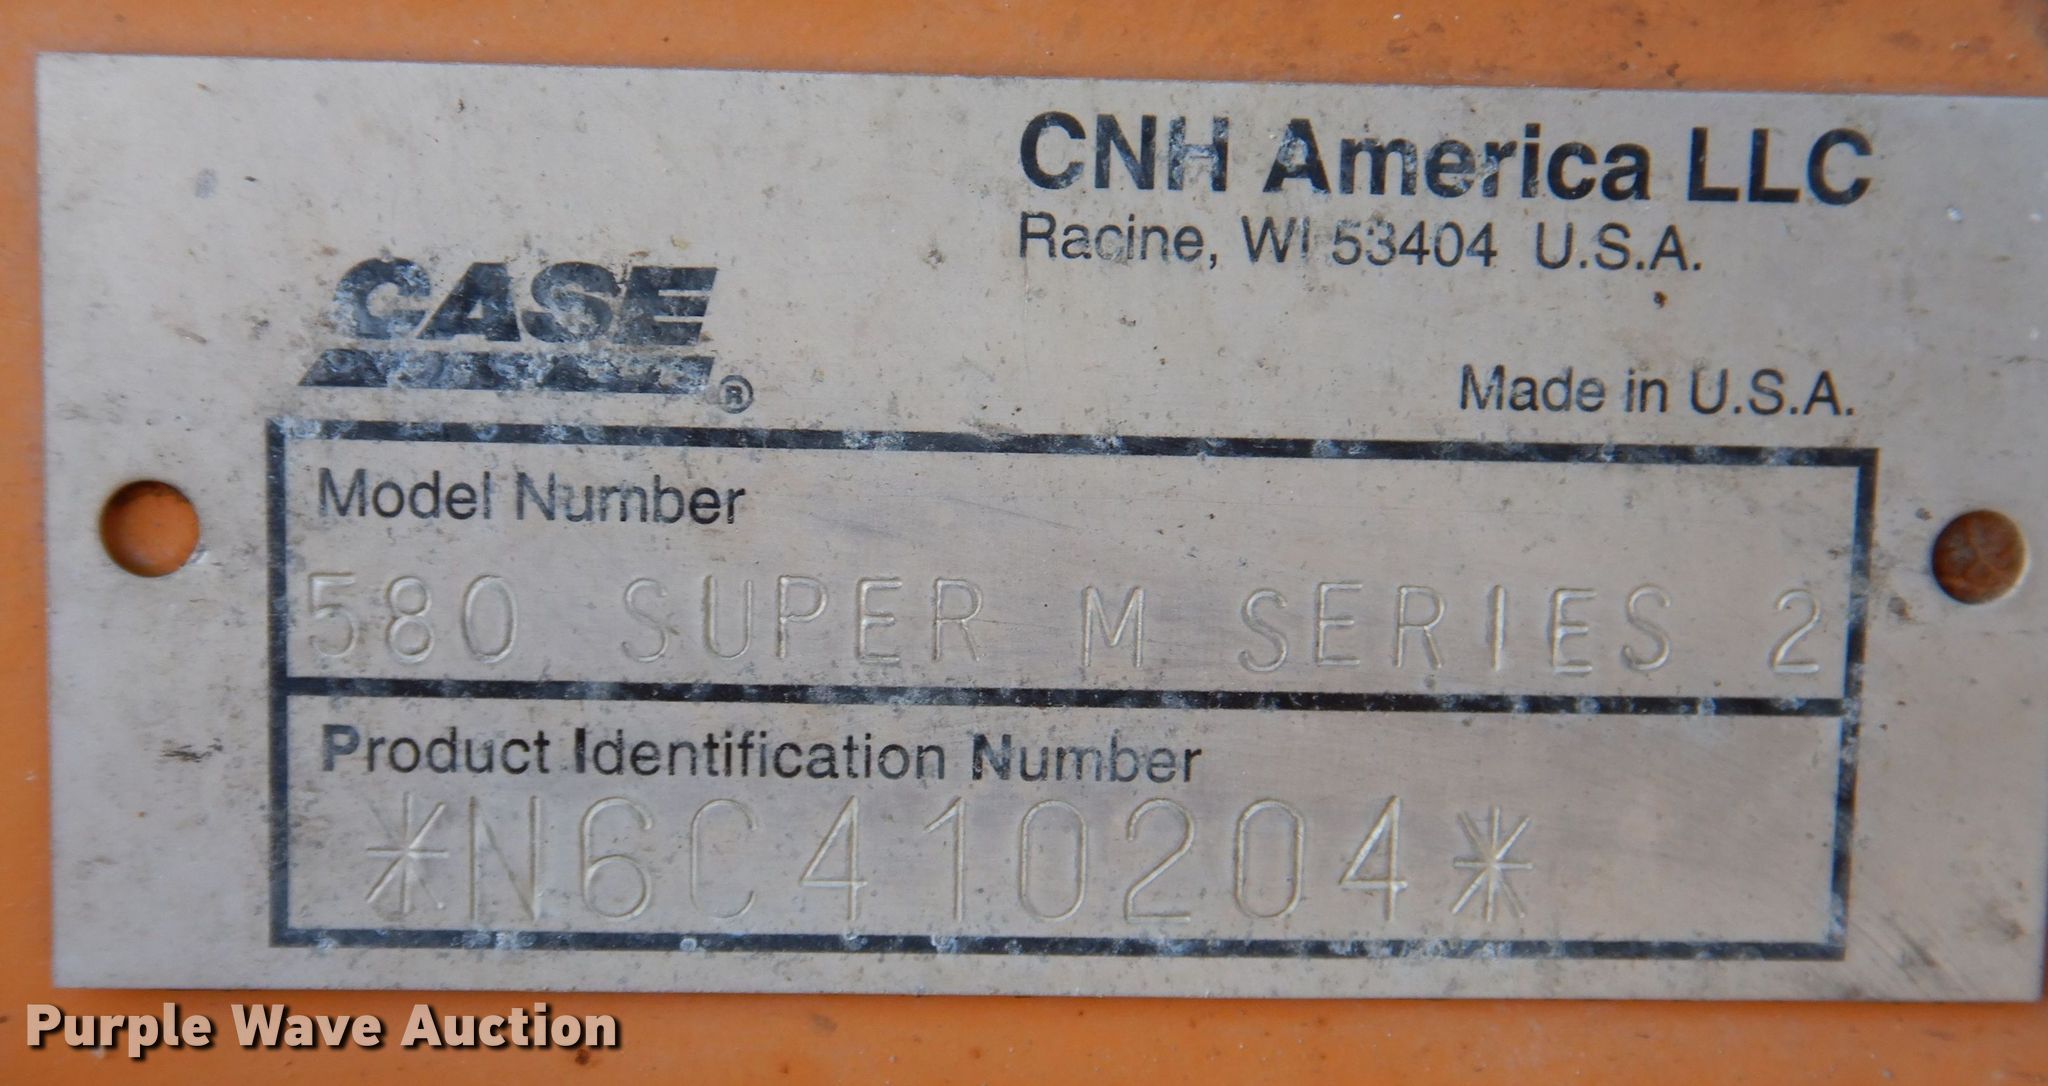 CNH America LLC
Racine, WI 53404 U.S.A.
CASE
®
Made in U.S.A.
Model Number
580 SUPER M SERIES 2
Product Identification Number
*N6C410204*
Purple Wave Auction